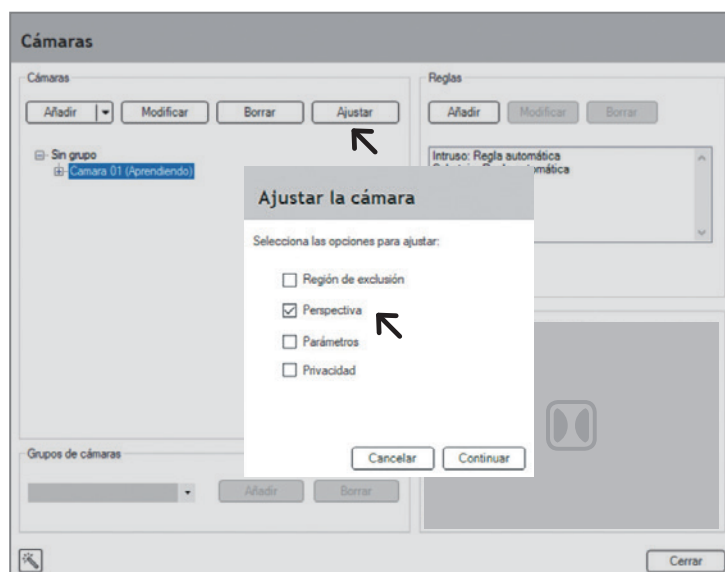 Cámaras
Cámaras
Añadir
Modificar
Borrar
Ajustar
Sin grupo
Camara 01 (Aprendiendo)
Reglas
Añadir
Modificar
Borrar
Intruso: Regla automática
Ajustar la cámara
Selecciona las opciones para ajustar:
Región de exclusión
Perspectiva
Parámetros
Privacidad
Cancelar
Continuar
Grupos de cámaras
Añadir
Borrar
Cerrar